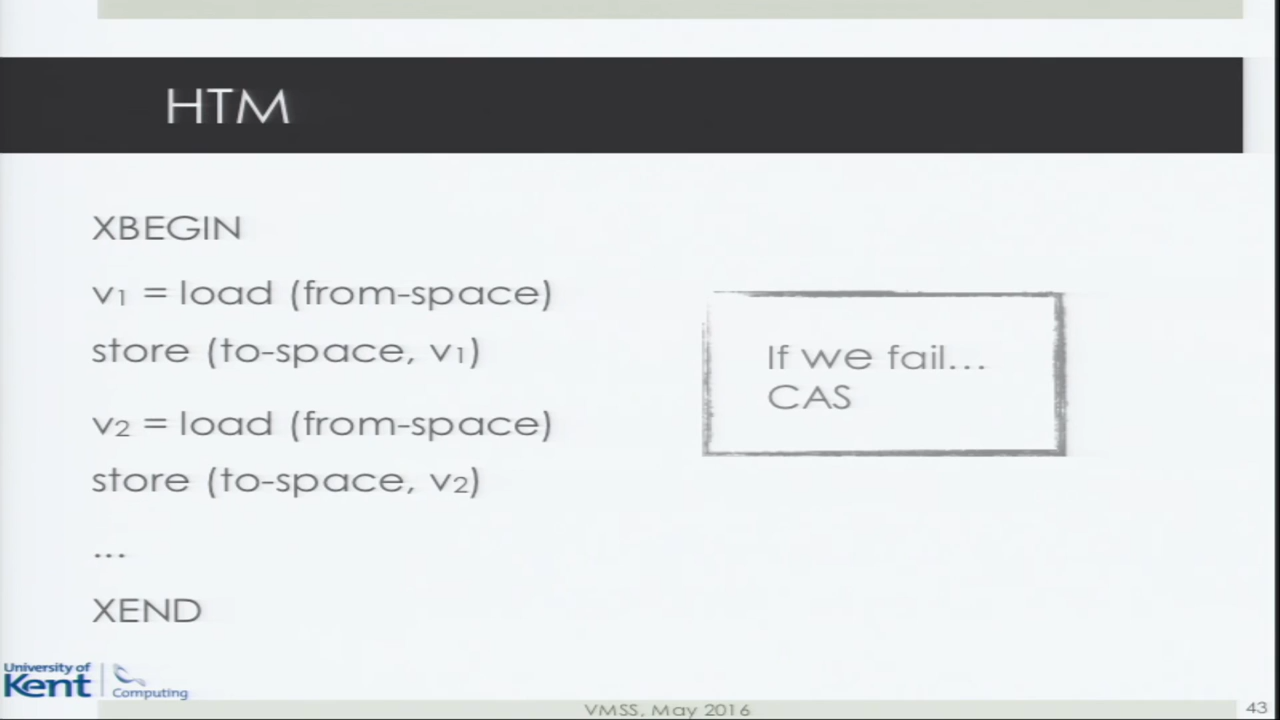 HTM
XBEGIN
v₁ = load (from-space)
store (to-space, v₁)
v₂ = load (from-space)
store (to-space, v₂)
...
XEND
If we fail...
CAS
University of
Kent
Computing
VMSS, May 2016
43